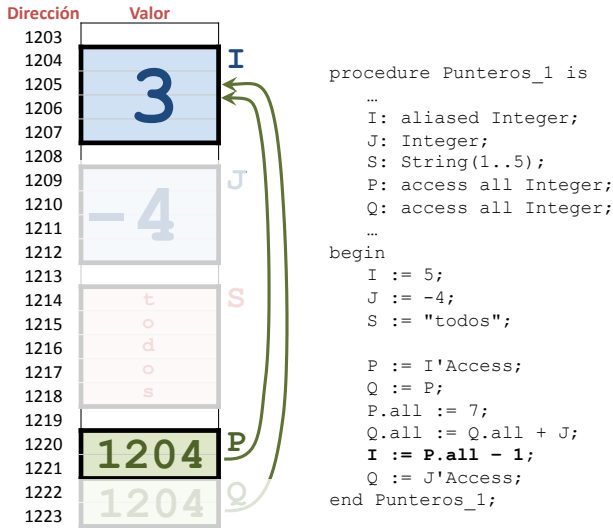 Dirección Valor
1203
1204
1205
1206
1207
1208
1209
1210
1211
1212
1213
1214
1215
1216
1217
1218
1219
1220
1221
1222
1223
3
I
-4
J
t
o
d
o
s
S
1204
P
1204
Q
procedure Punteros_1 is
…
I: aliased Integer;
J: Integer;
S: String(1..5);
P: access all Integer;
Q: access all Integer;
…
begin
I := 5;
J := -4;
S := "todos";
P := I'Access;
Q := P;
P.all := 7;
Q.all := Q.all + J;
I := P.all – 1;
Q := J'Access;
end Punteros_1;